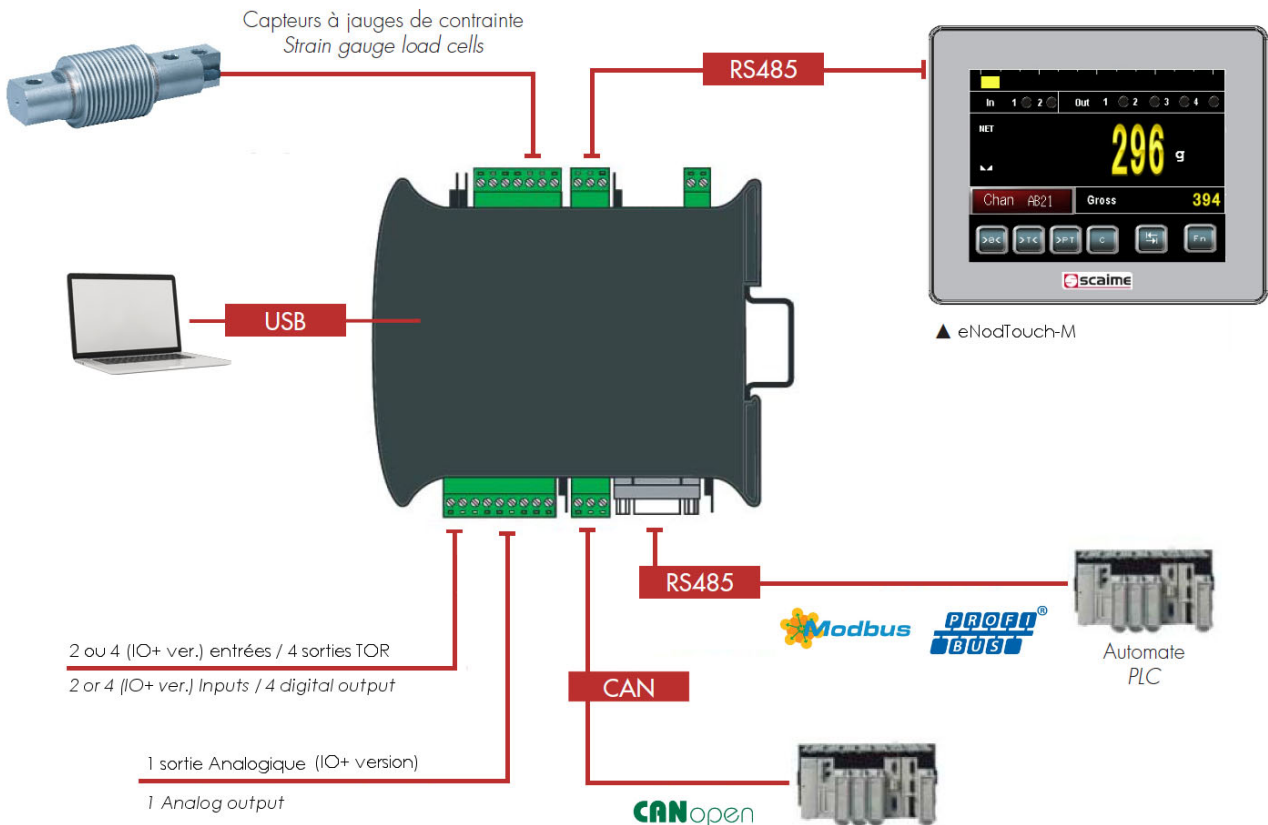 Capteurs à jauges de contrainte
Strain gauge load cells
RS485
In 1 2 Out 1 2 3 4
NET
296 g
Chan AB21 Gross 394
>0< >T< >PT C Fn
scaime
▲ eNodTouch-M
USB
RS485
Modbus
PROFI
BUS®
Automate
PLC
2 ou 4 (IO+ ver.) entrées / 4 sorties TOR
2 or 4 (IO+ ver.) Inputs / 4 digital output
CAN
1 sortie Analogique (IO+ version)
1 Analog output
CANopen